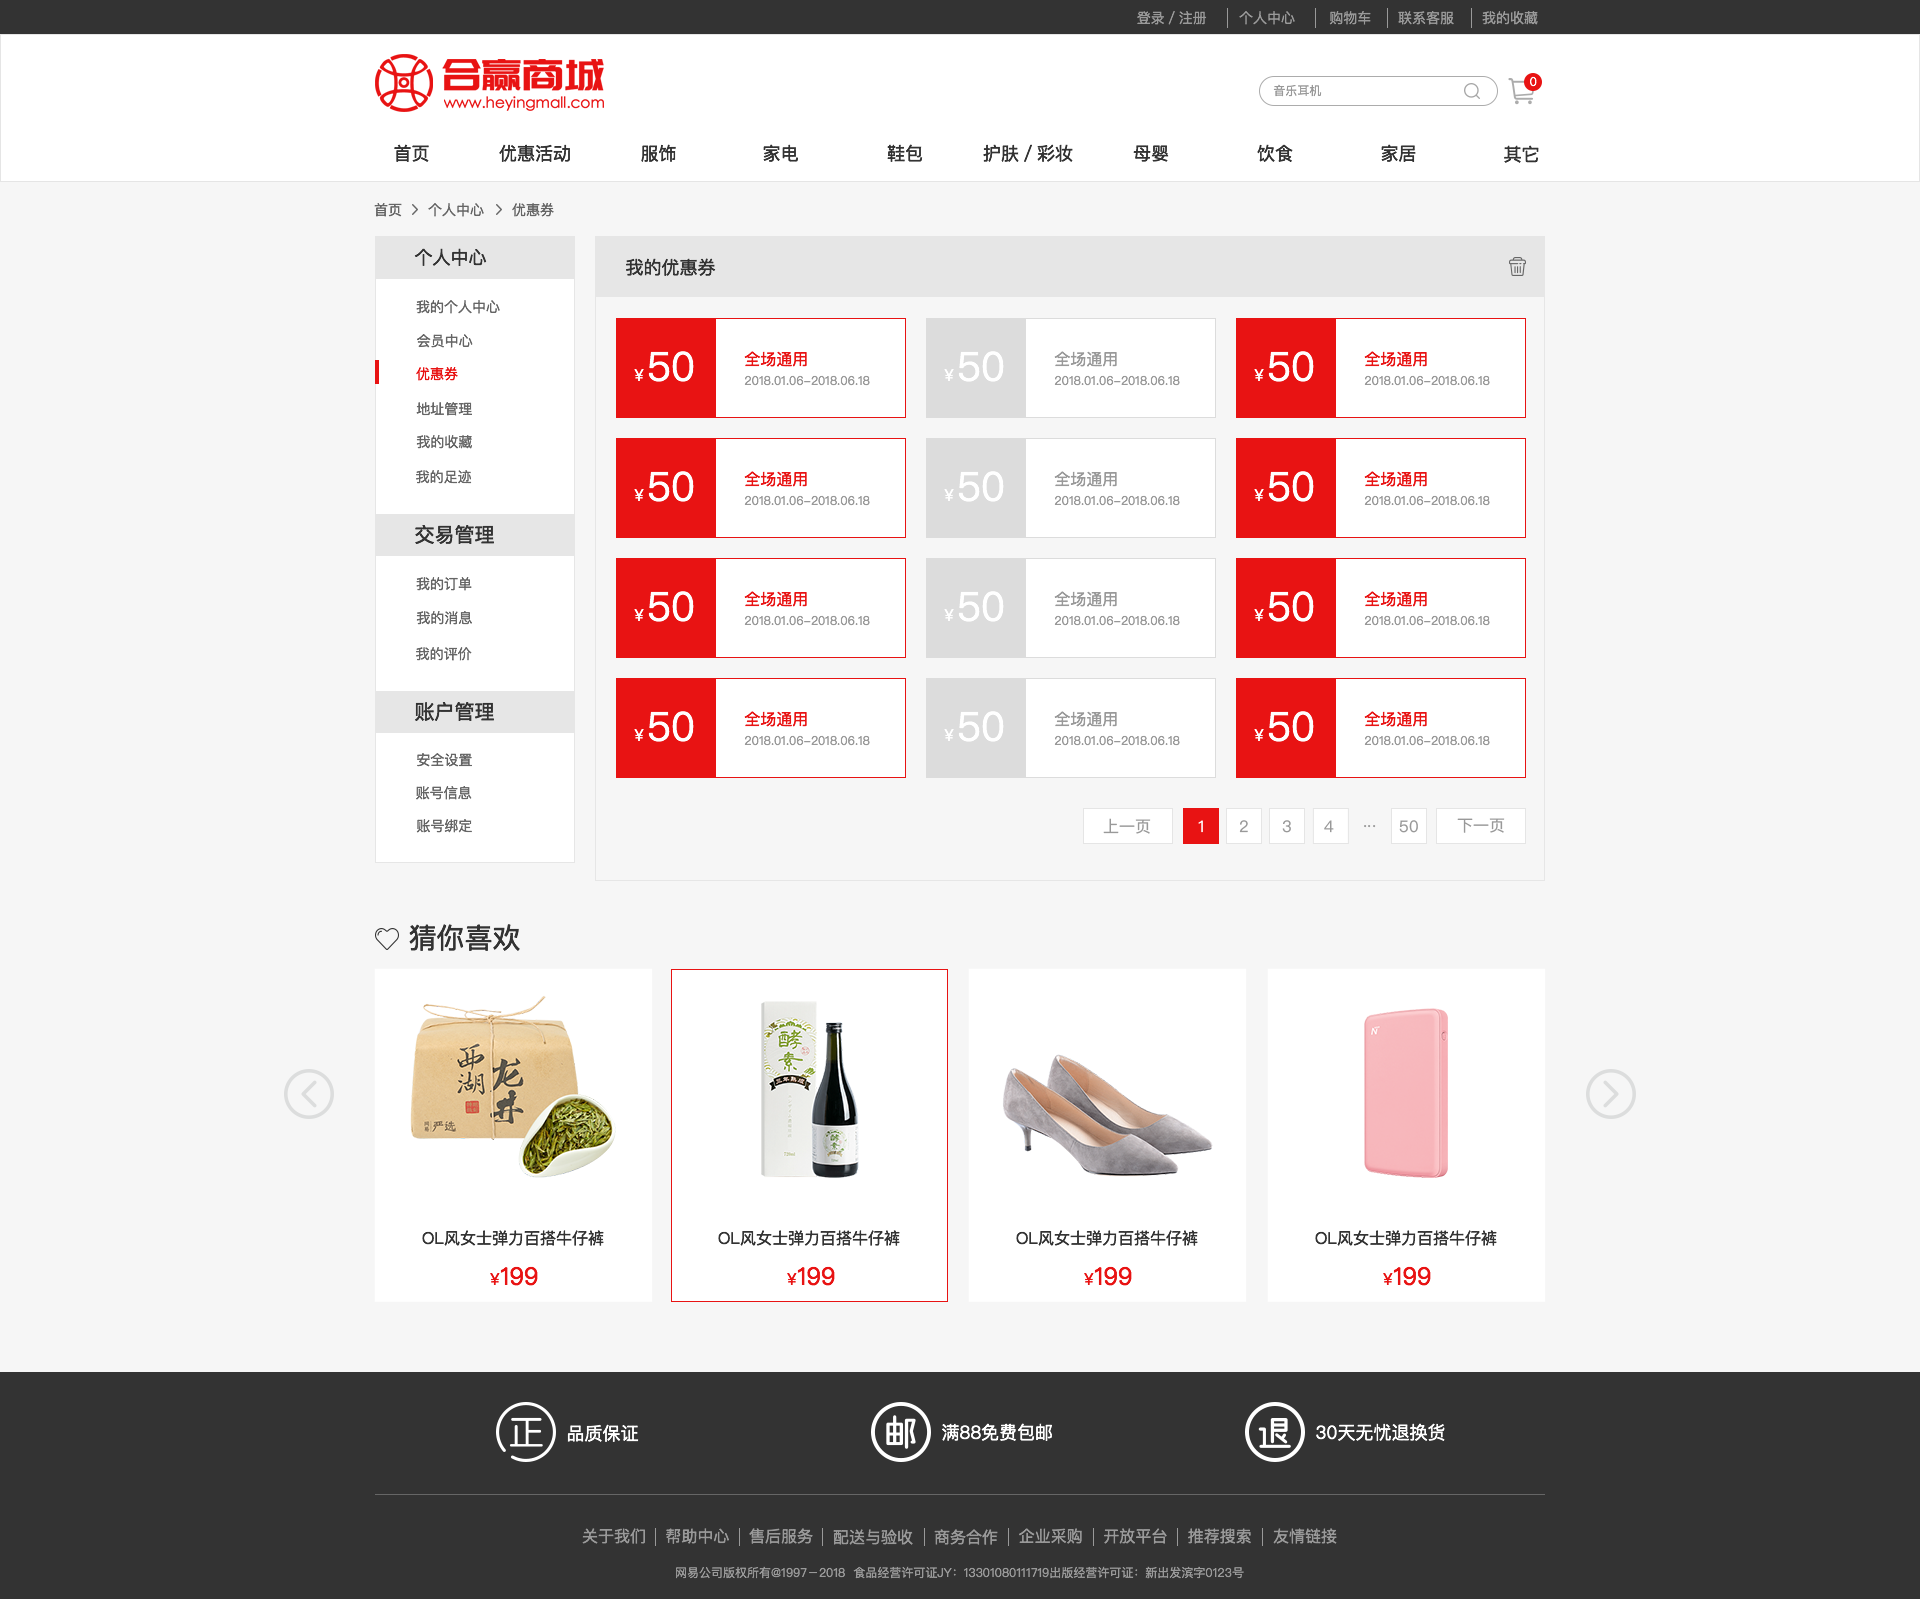 登录 / 注册 个人中心 购物车 联系客服 我的收藏
合赢商城
www.heyingmall.com
音乐耳机
0
首页 优惠活动 服饰 家电 鞋包 护肤 / 彩妆 母婴 饮食 家居 其它
首页 > 个人中心 > 优惠券
个人中心
我的个人中心
会员中心
优惠券
地址管理
我的收藏
我的足迹
交易管理
我的订单
我的消息
我的评价
账户管理
安全设置
账号信息
账号绑定
我的优惠券
¥50 全场通用 2018.01.06-2018.06.18
¥50 全场通用 2018.01.06-2018.06.18
¥50 全场通用 2018.01.06-2018.06.18
¥50 全场通用 2018.01.06-2018.06.18
¥50 全场通用 2018.01.06-2018.06.18
¥50 全场通用 2018.01.06-2018.06.18
¥50 全场通用 2018.01.06-2018.06.18
¥50 全场通用 2018.01.06-2018.06.18
¥50 全场通用 2018.01.06-2018.06.18
¥50 全场通用 2018.01.06-2018.06.18
¥50 全场通用 2018.01.06-2018.06.18
¥50 全场通用 2018.01.06-2018.06.18
上一页 1 2 3 4 ··· 50 下一页
猜你喜欢
西湖
龙井
严选
酵素
酵素
OL风女士弹力百搭牛仔裤
¥199
OL风女士弹力百搭牛仔裤
¥199
OL风女士弹力百搭牛仔裤
¥199
OL风女士弹力百搭牛仔裤
¥199
正 品质保证
邮 满88免费包邮
退 30天无忧退换货
关于我们 帮助中心 售后服务 配送与验收 商务合作 企业采购 开放平台 推荐搜索 友情链接
网易公司版权所有@1997－2018 食品经营许可证JY：13301080111719出版经营许可证：新出发滨字0123号